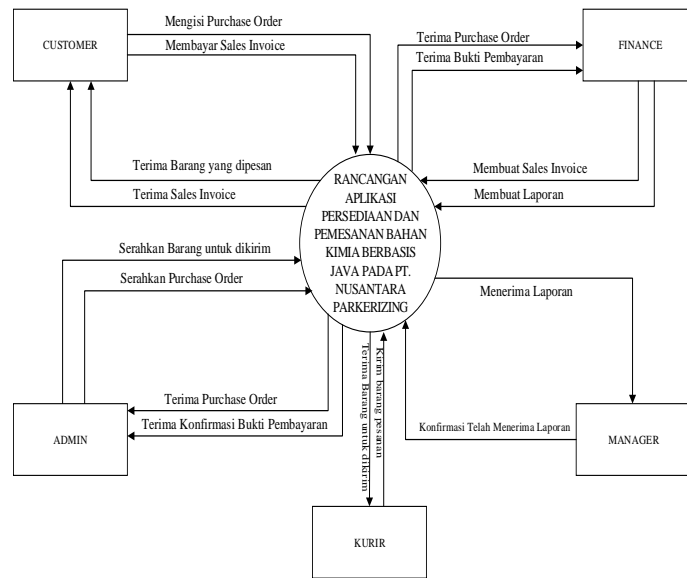 Mengisi Purchase Order
Membayar Sales Invoice
CUSTOMER
Terima Purchase Order
Terima Bukti Pembayaran
FINANCE
Terima Barang yang dipesan
Terima Sales Invoice
Membuat Sales Invoice
Membuat Laporan
RANCANGAN
APLIKASI
PERSEDIAAN DAN
PEMESANAN BAHAN
KIMIA BERBASIS
JAVA PADA PT.
NUSANTARA
PARKERIZING
Serahkan Barang untuk dikirim
Serahkan Purchase Order
Menerima Laporan
Terima Purchase Order
Terima Konfirmasi Bukti Pembayaran
ADMIN
Terima Barang untuk dikirim
Kirim barang pesanan
Konfirmasi Telah Menerima Laporan
MANAGER
KURIR